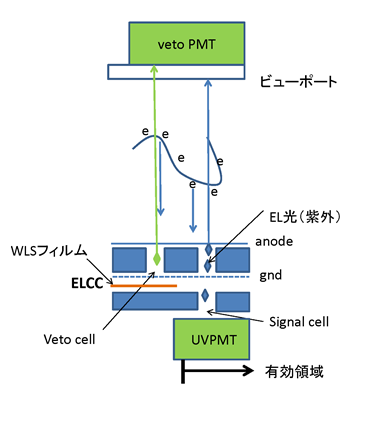 veto PMT
ビューポート
e e
e
e
e
e e
EL光（紫外）
anode
WLSフィルム
gnd
ELCC
Veto cell
Signal cell
UVPMT
有効領域